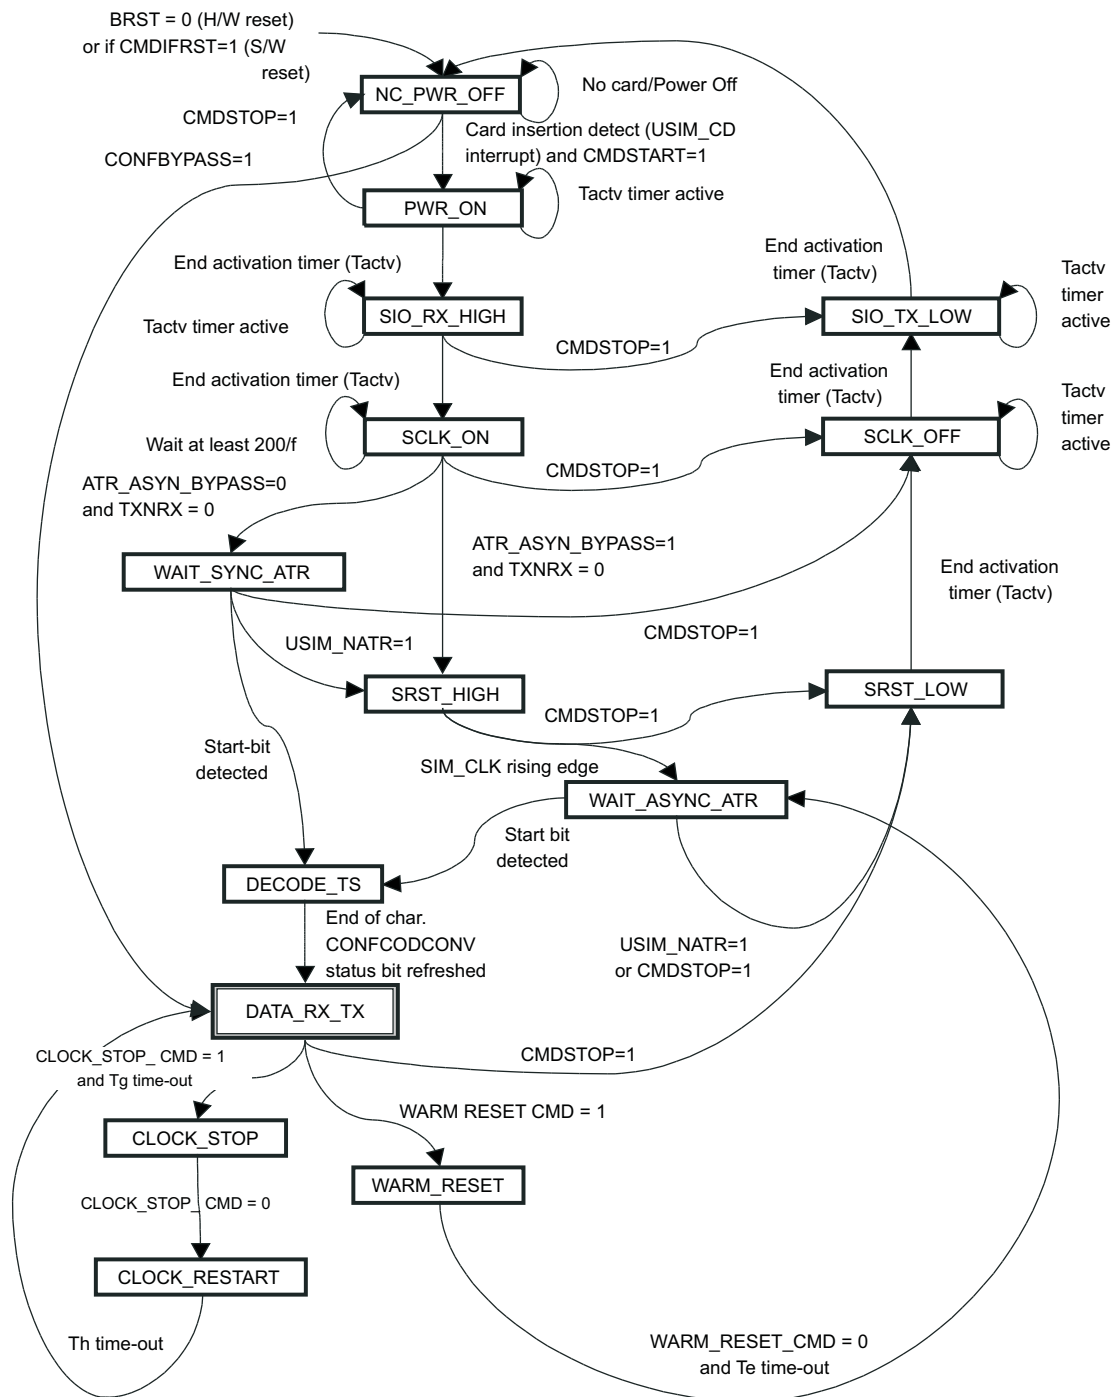 BRST = 0 (H/W reset)
or if CMDIFRST=1 (S/W
reset)
NC_PWR_OFF
No card/Power Off
CMDSTOP=1
Card insertion detect (USIM_CD
interrupt) and CMDSTART=1
CONFBYPASS=1
PWR_ON
Tactv timer active
End activation timer (Tactv)
SIO_RX_HIGH
Tactv timer active
CMDSTOP=1
End activation
timer (Tactv)
SIO_TX_LOW
Tactv
timer
active
End activation timer (Tactv)
SCLK_ON
Wait at least 200/f
CMDSTOP=1
End activation
timer (Tactv)
SCLK_OFF
Tactv
timer
active
ATR_ASYN_BYPASS=0
and TXNRX = 0
WAIT_SYNC_ATR
ATR_ASYN_BYPASS=1
and TXNRX = 0
End activation
timer (Tactv)
CMDSTOP=1
USIM_NATR=1
SRST_HIGH
CMDSTOP=1
SRST_LOW
Start-bit
detected
SIM_CLK rising edge
WAIT_ASYNC_ATR
Start bit
detected
DECODE_TS
End of char.
CONFCODCONV
status bit refreshed
USIM_NATR=1
or CMDSTOP=1
DATA_RX_TX
CMDSTOP=1
CLOCK_STOP_ CMD = 1
and Tg time-out
WARM RESET CMD = 1
CLOCK_STOP
WARM_RESET
CLOCK_STOP_ CMD = 0
CLOCK_RESTART
Th time-out
WARM_RESET_CMD = 0
and Te time-out